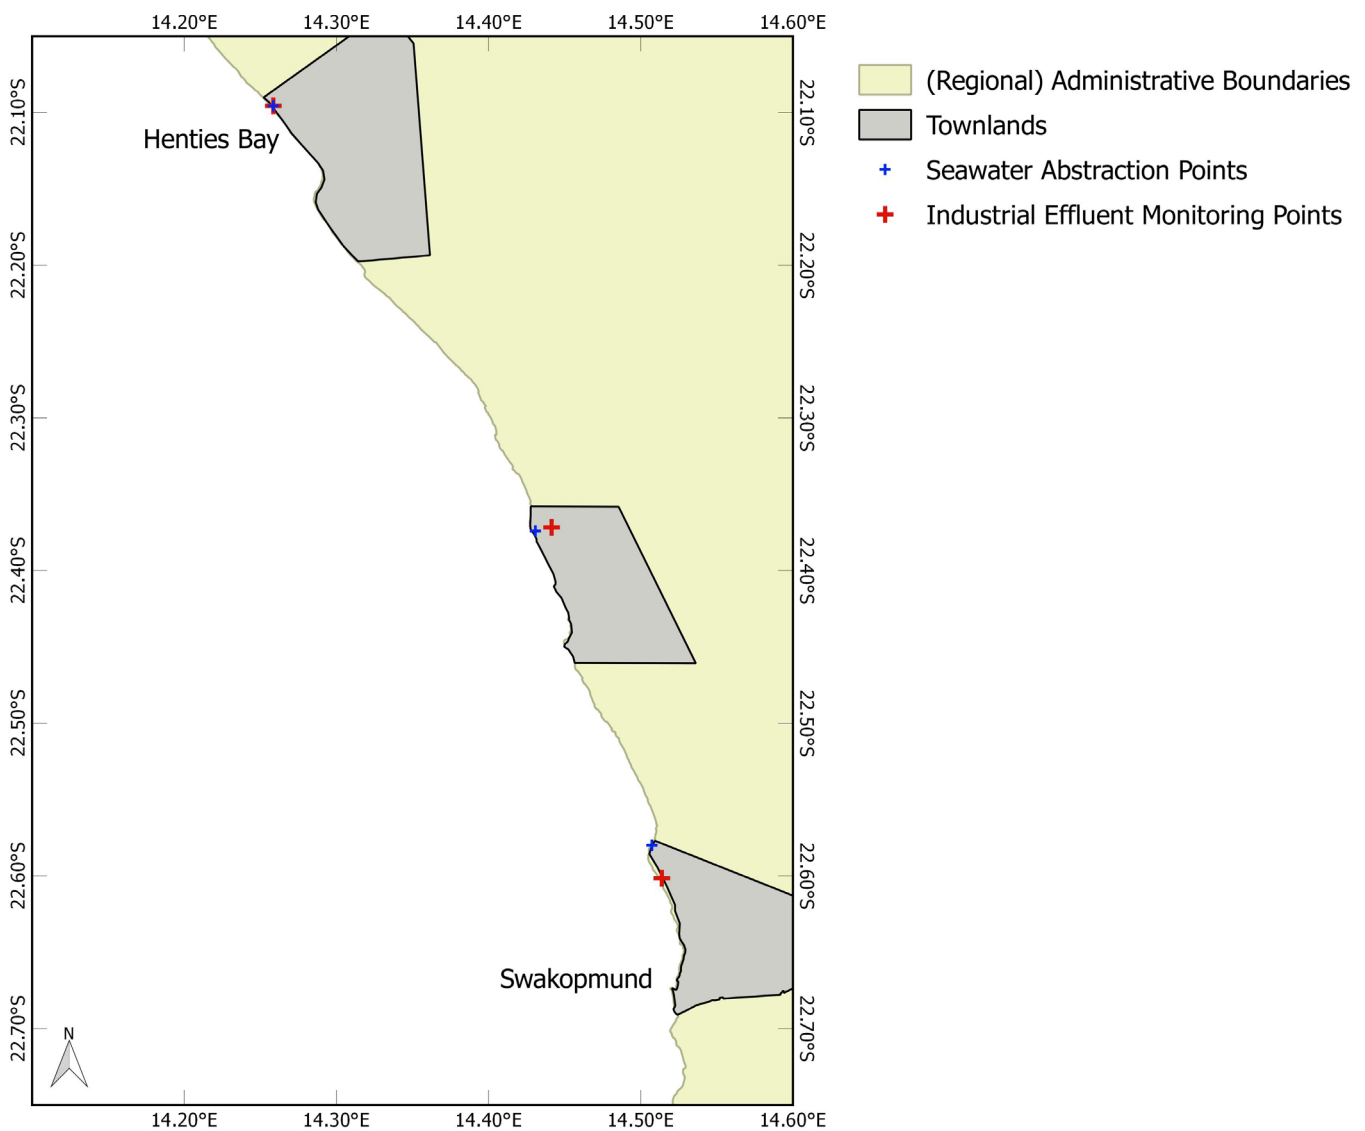 14.20°E 14.30°E 14.40°E 14.50°E 14.60°E
(Regional) Administrative Boundaries
22.10°S
22.10°S
Townlands
Henties Bay
Seawater Abstraction Points
Industrial Effluent Monitoring Points
22.20°S
22.20°S
22.30°S
22.30°S
22.40°S
22.40°S
22.50°S
22.50°S
22.60°S
22.60°S
Swakopmund
22.70°S
22.70°S
N
14.20°E 14.30°E 14.40°E 14.50°E 14.60°E